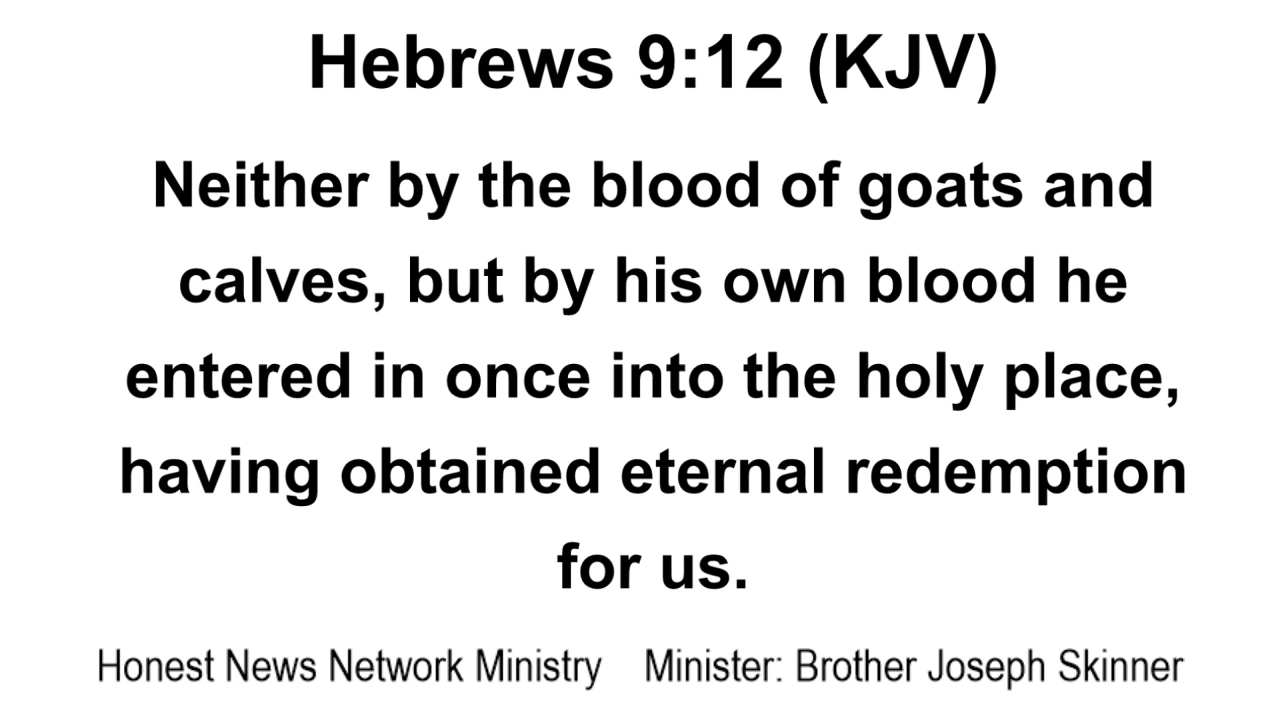 Hebrews 9:12 (KJV)
Neither by the blood of goats and
calves, but by his own blood he
entered in once into the holy place,
having obtained eternal redemption
for us.
Honest News Network Ministry    Minister: Brother Joseph Skinner